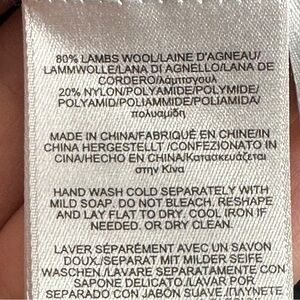 80% LAMBS WOOL/LAINE D'AGNEAU/
LAMMWOLLE/LANA DI AGNELLO/LANA DE
CORDERO/λάμπσγουλ
20% NYLON/POLYAMIDE/POLYMIDE/
POLYAMID/POLIAMMIDE/POLIAMIDA/
πολυαμίδη
MADE IN CHINA/FABRIQUÉ EN CHINE/IN
CHINA HERGESTELLT /CONFEZIONATO IN
CINA/HECHO EN CHINA/Κατασκευάζεται
στην Κίνα
HAND WASH COLD SEPARATELY WITH
MILD SOAP. DO NOT BLEACH. RESHAPE
AND LAY FLAT TO DRY. COOL IRON IF
NEEDED. OR DRY CLEAN.
LAVER SÉPARÉMENT AVEC UN SAVON
DOUX./SEPARAT MIT MILDER SEIFE
WASCHEN./LAVARE SEPARATAMENTE CON
SAPONE DELICATO./ LAVAR POR
SEPARADO CON JABÓN SUAVE./ΠΛΥΝΕΤΕ